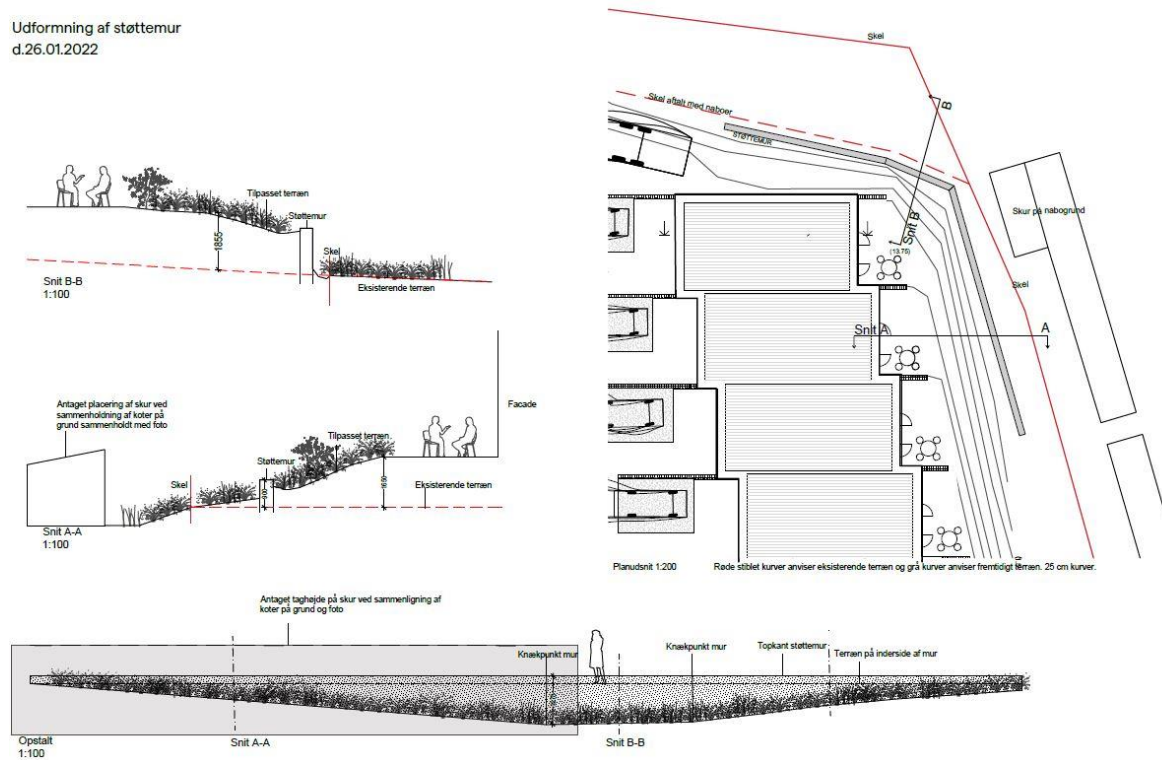 Udformning af støttemur
d.26.01.2022
Tilpasset terræn
Støttemur
1855
Skel
Snit B-B
1:100
Eksisterende terræn
Antaget placering af skur ved
sammenholdning af koter på
grund sammenholdt med foto
Facade
Tilpasset terræn
Støttemur
Skel
900
1650
Eksisterende terræn
Snit A-A
1:100
Skel
Skel aftalt med naboer
STØTTEMUR
B
Snit B
(13.75)
Skur på nabogrund
Skel
Snit A
A
Planudsnit 1:200
Røde stiblet kurver anviser eksisterende terræn og grå kurver anviser fremtidigt terræn. 25 cm kurver.
Antaget taghøjde på skur ved sammenligning af
koter på grund og foto
Knækpunkt mur
Knækpunkt mur
Topkant støttemur
Terræn på inderside af mur
Opstalt
1:100
Snit A-A
Snit B-B